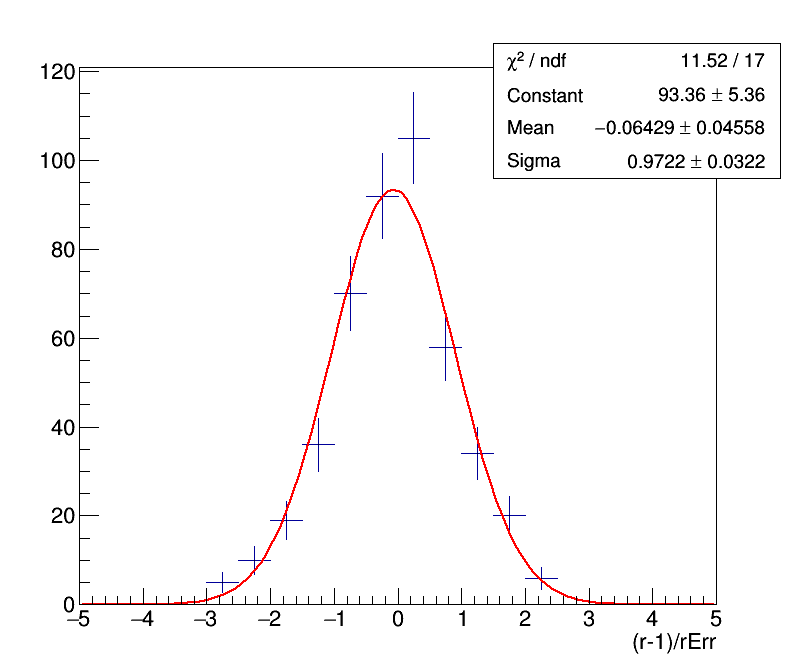 χ² / ndf 11.52 / 17
Constant 93.36 ± 5.36
Mean −0.06429 ± 0.04558
Sigma 0.9722 ± 0.0322
120
100
80
60
40
20
0
−5 −4 −3 −2 −1 0 1 2 3 4 5
(r-1)/rErr